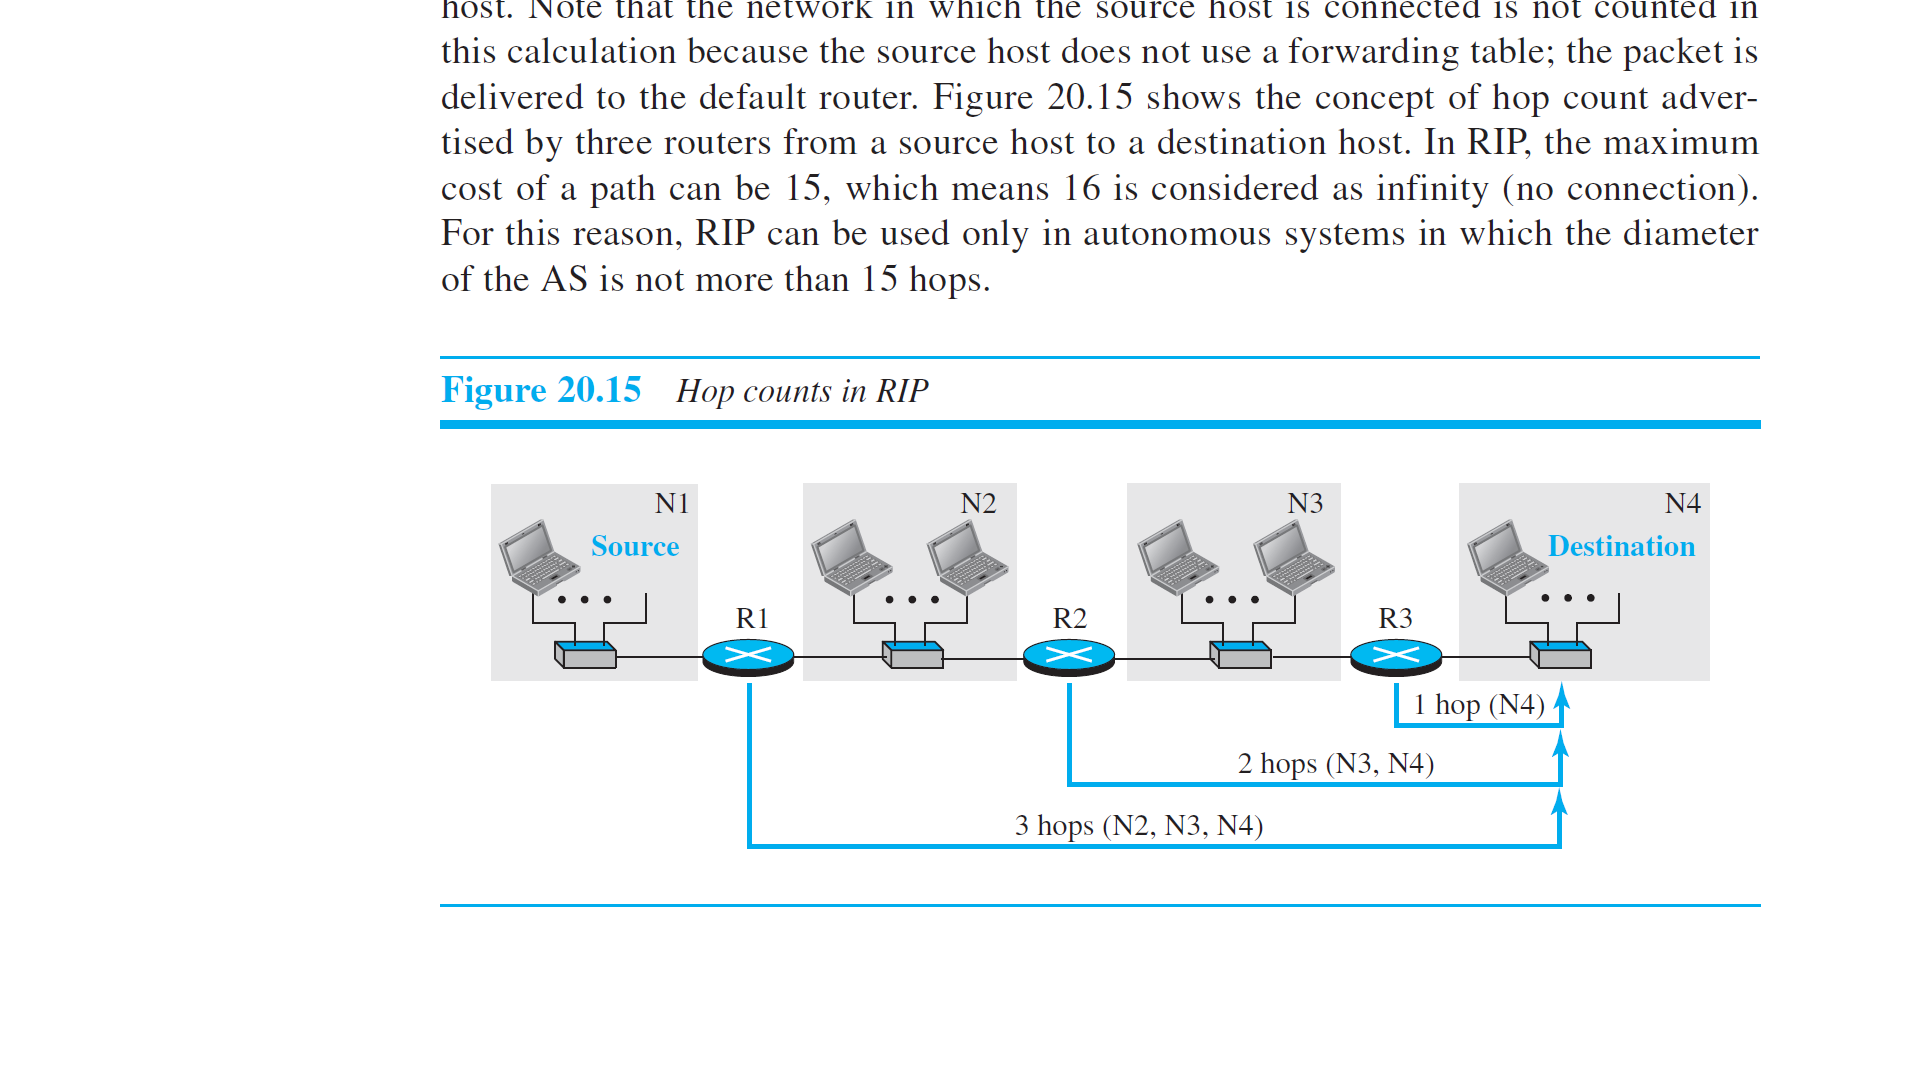 host. Note that the network in which the source host is connected is not counted in
this calculation because the source host does not use a forwarding table; the packet is
delivered to the default router. Figure 20.15 shows the concept of hop count adver-
tised by three routers from a source host to a destination host. In RIP, the maximum
cost of a path can be 15, which means 16 is considered as infinity (no connection).
For this reason, RIP can be used only in autonomous systems in which the diameter
of the AS is not more than 15 hops.
Figure 20.15 Hop counts in RIP
N1
Source
N2
N3
N4
Destination
R1
R2
R3
1 hop (N4)
2 hops (N3, N4)
3 hops (N2, N3, N4)